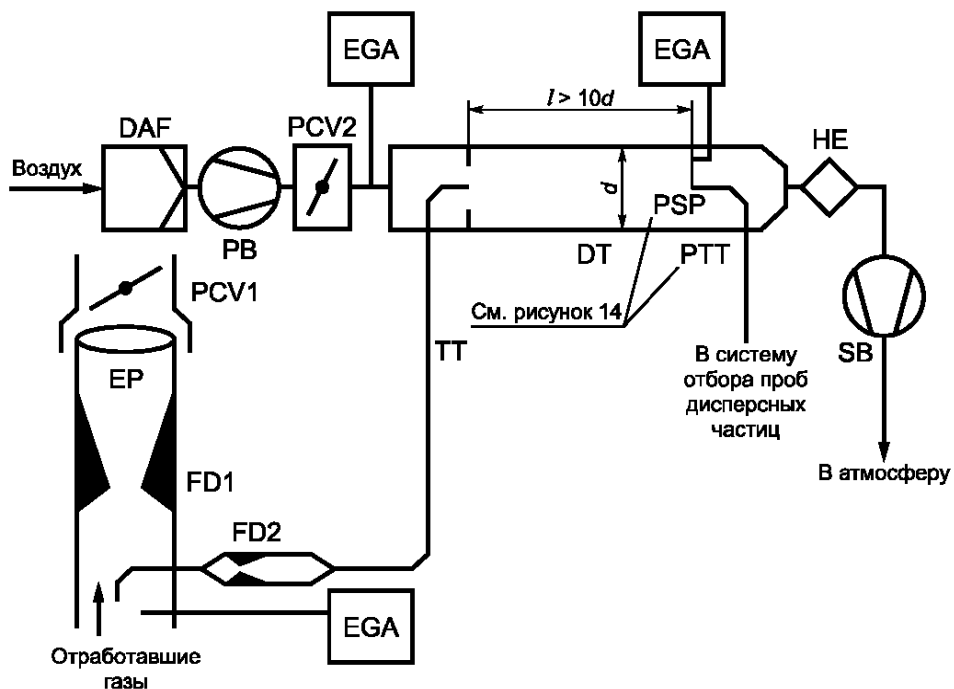 EGA
EGA
l > 10d
DAF
PCV2
HE
Воздух
d
PSP
PB
DT
PTT
PCV1
См. рисунок 14
SB
TT
В систему
отбора проб
дисперсных
частиц
EP
В атмосферу
FD1
FD2
EGA
Отработавшие
газы